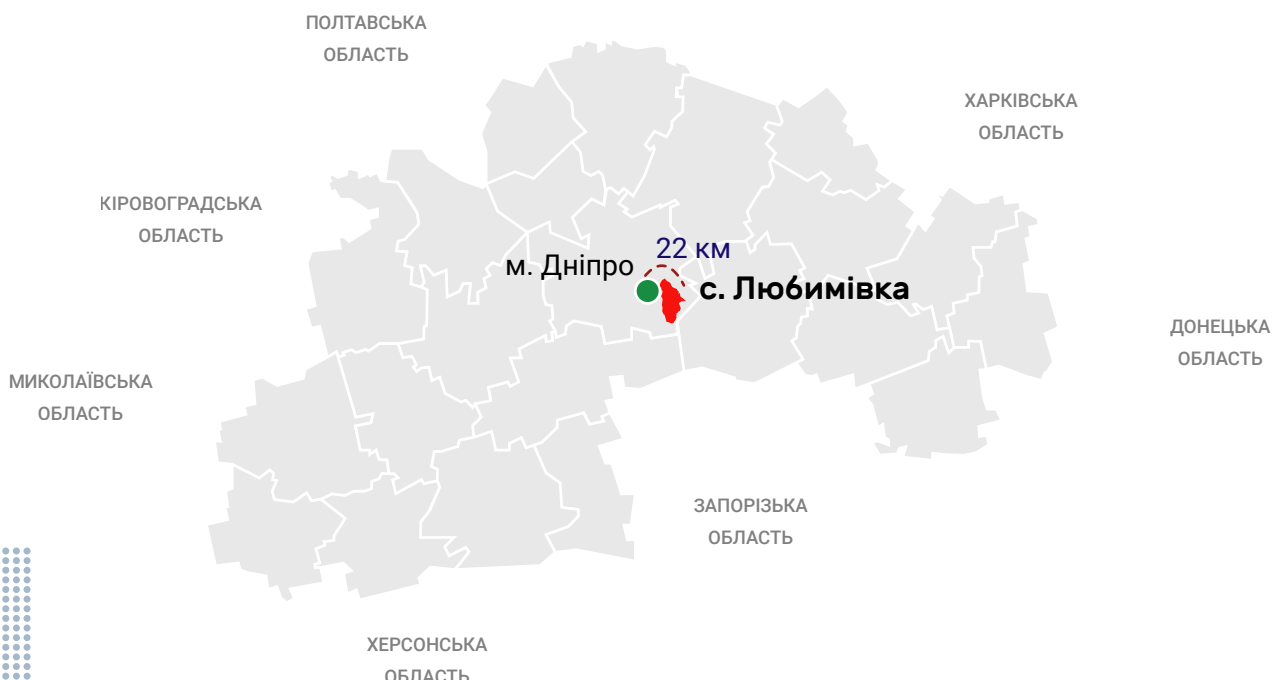 ПОЛТАВСЬКА
ОБЛАСТЬ
ХАРКІВСЬКА
ОБЛАСТЬ
КІРОВОГРАДСЬКА
ОБЛАСТЬ
22 км
м. Дніпро
с. Любимівка
ДОНЕЦЬКА
ОБЛАСТЬ
МИКОЛАЇВСЬКА
ОБЛАСТЬ
ЗАПОРІЗЬКА
ОБЛАСТЬ
ХЕРСОНСЬКА
ОБЛАСТЬ